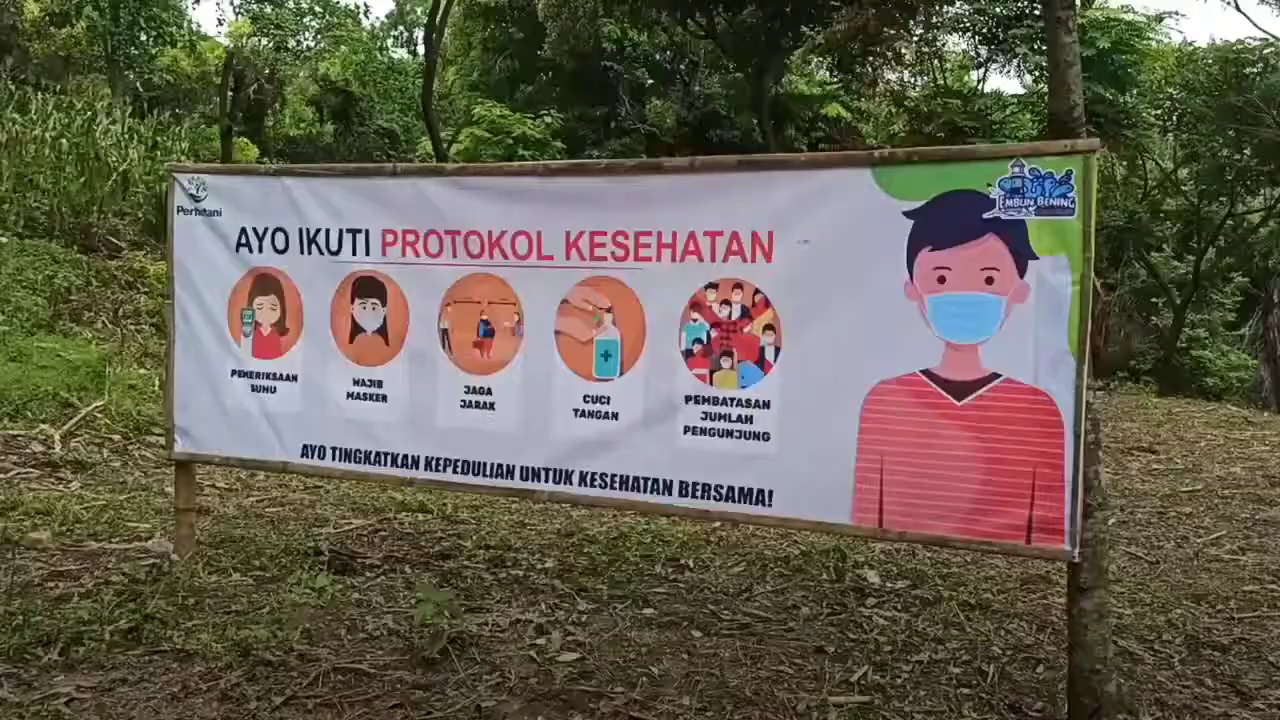 Perhutani
EMBUN BENING
AYO IKUTI PROTOKOL KESEHATAN
PEMERIKSAAN
SUHU
WAJIB
MASKER
JAGA
JARAK
CUCI
TANGAN
PEMBATASAN
JUMLAH
PENGUNJUNG
AYO TINGKATKAN KEPEDULIAN UNTUK KESEHATAN BERSAMA!